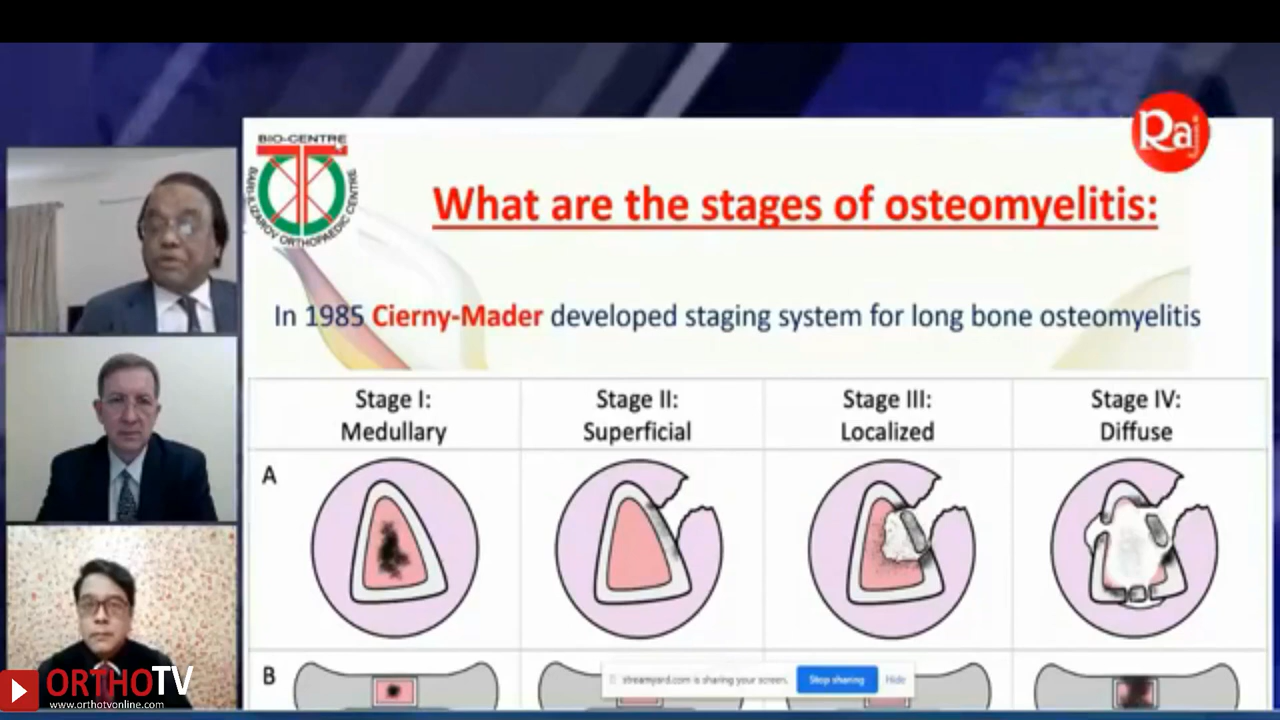 BIO-CENTRE
BARI-ILIZAROV ORTHOPAEDIC CENTRE
Ra
What are the stages of osteomyelitis:
In 1985 Cierny-Mader developed staging system for long bone osteomyelitis
Stage I:
Medullary
Stage II:
Superficial
Stage III:
Localized
Stage IV:
Diffuse
A
B
streamyard.com is sharing your screen.
Stop sharing
Hide
ORTHOTV
www.orthotvonline.com